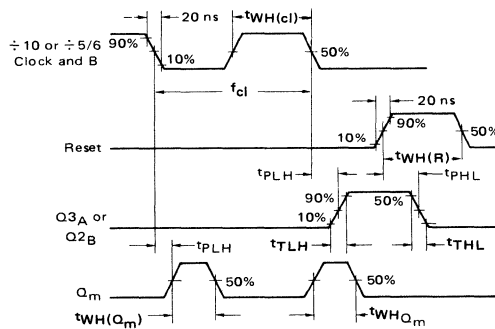 20 ns
tWH(cl)
÷10 or ÷5/6
Clock and B
90%
10%
50%
fcl
20 ns
90%
10%
50%
Reset
tWH(R)
tPLH
tPHL
Q3A or
Q2B
90%
10%
50%
tPLH
tTLH
tTHL
Qm
50%
50%
tWH(Qm)
tWHQm